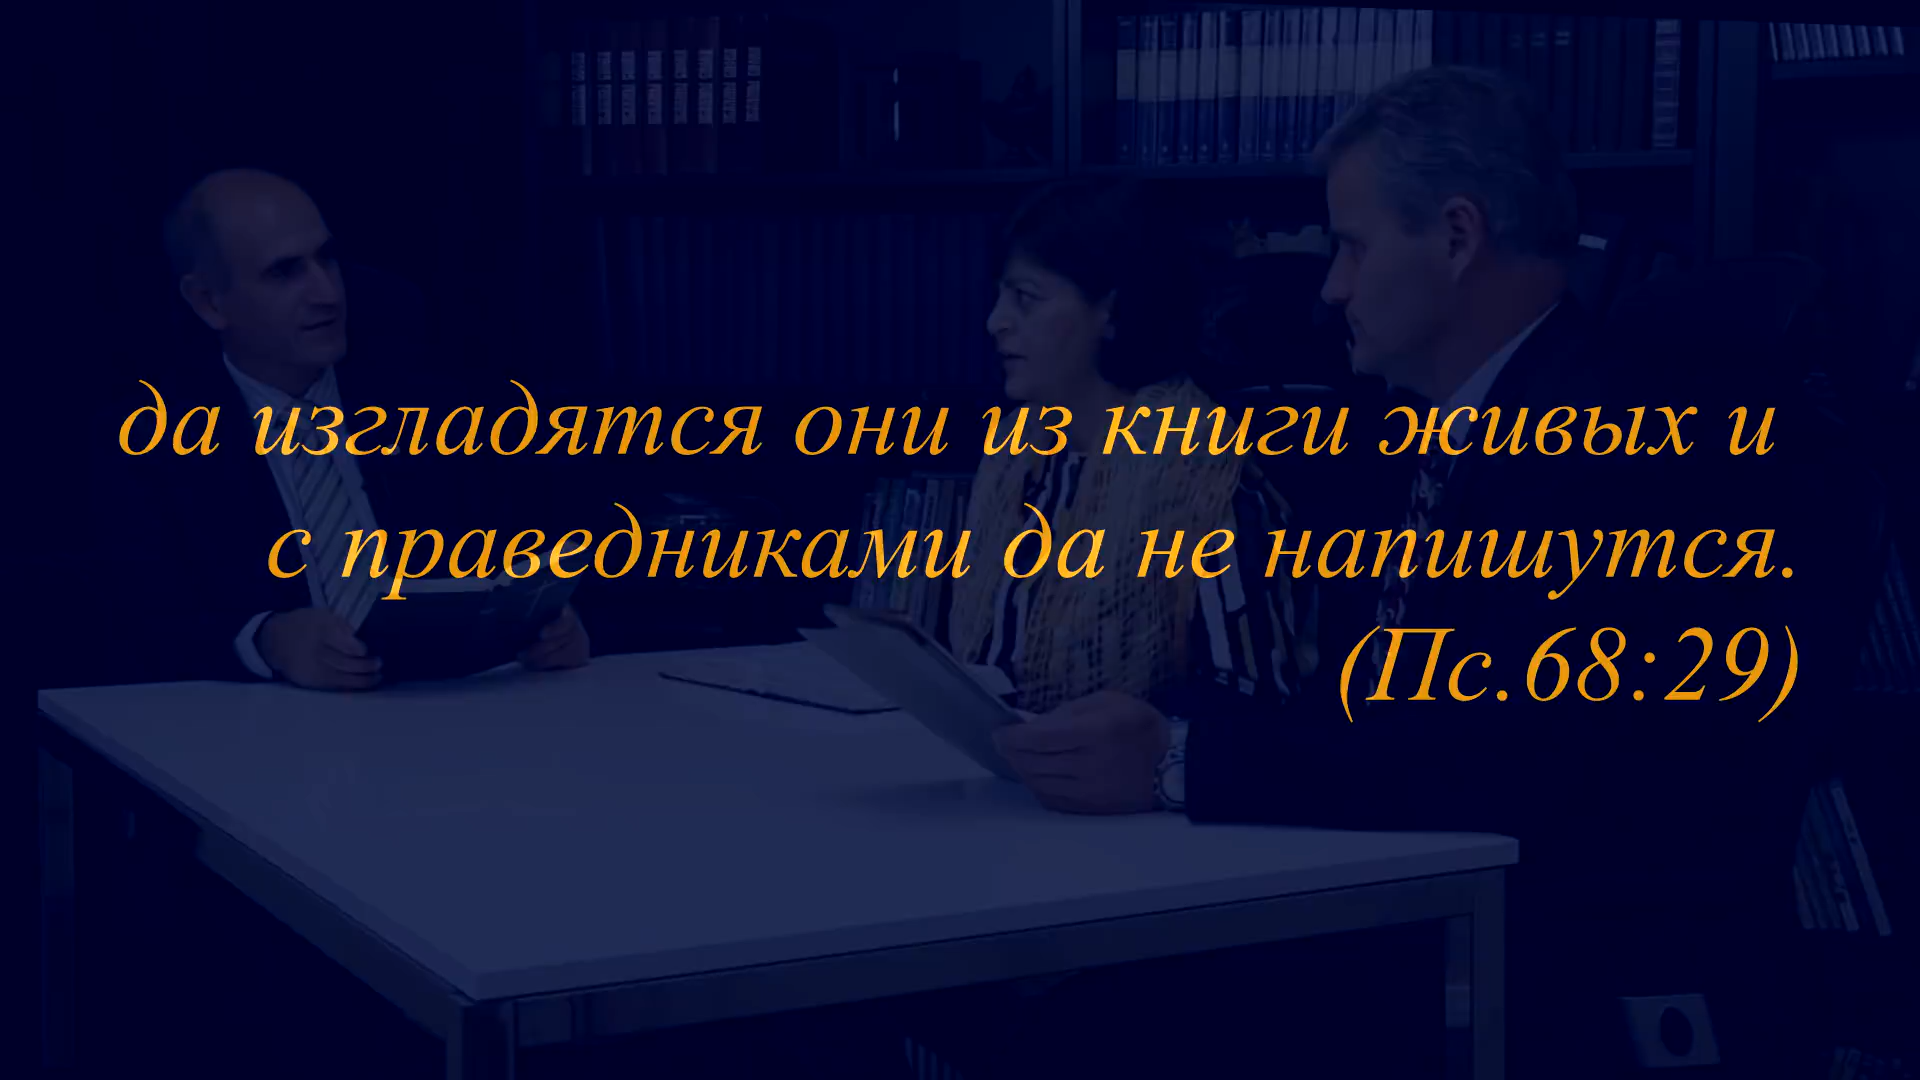 да изгладятся они из книги живых и
с праведниками да не напишутся.
(Пс.68:29)